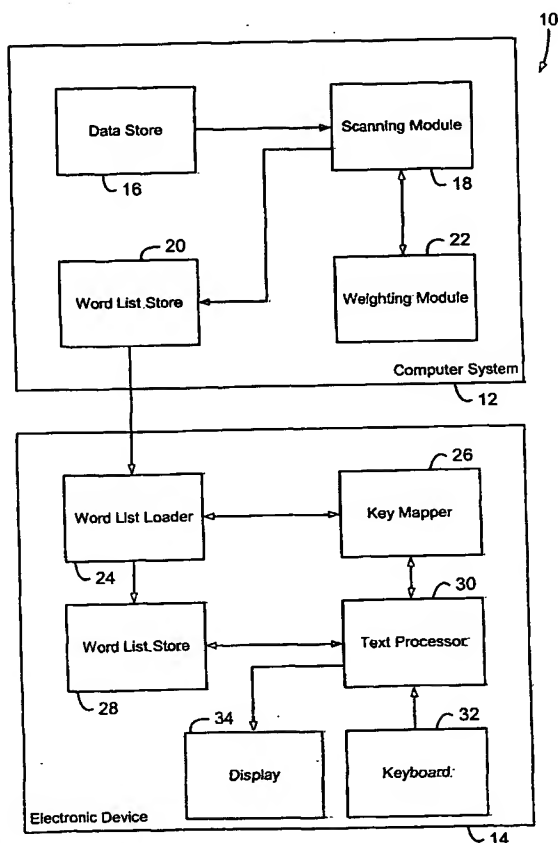 10
Data Store
16
Scanning Module
18
20
Word List Store
22
Weighting Module
Computer System
12
Word List Loader
24
26
Key Mapper
Word List Store
28
30
Text Processor
34
Display
32
Keyboard
Electronic Device
14